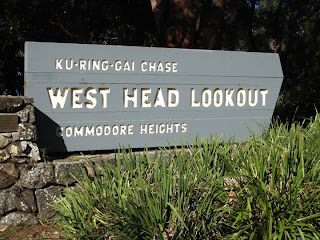 KU-RING-GAI CHASE
WEST HEAD LOOKOUT
COMMODORE HEIGHTS